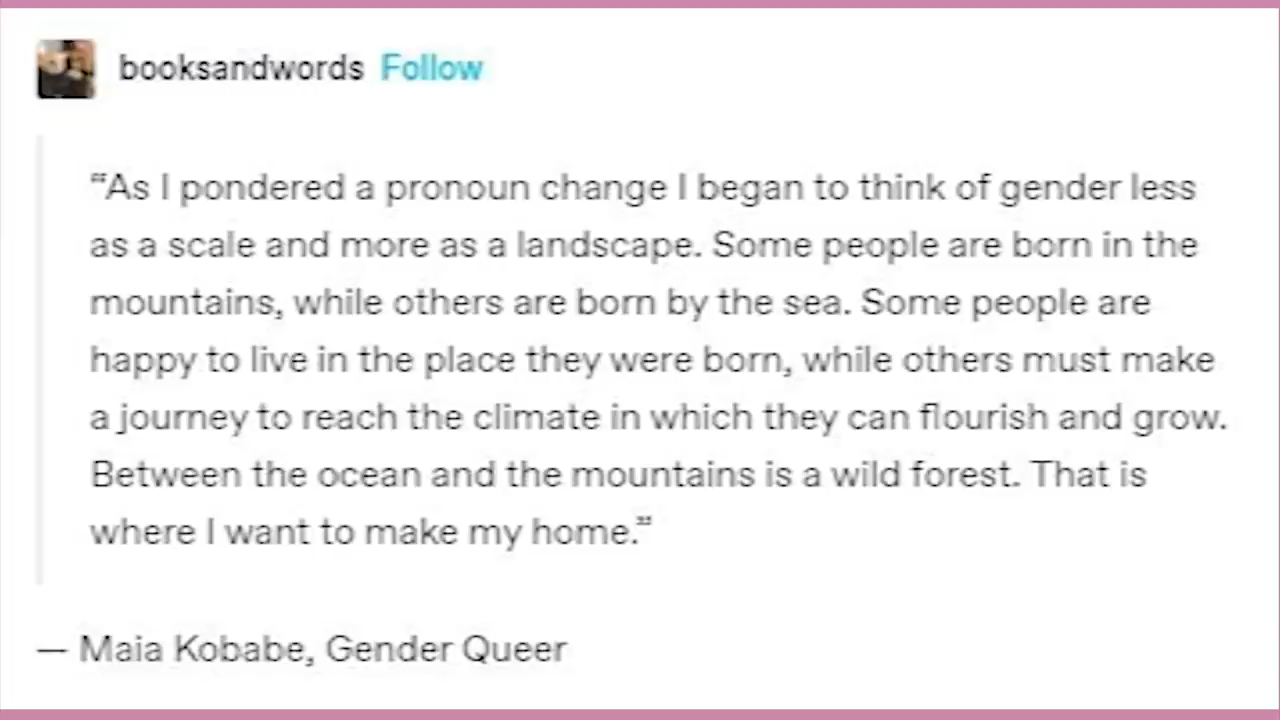 booksandwords Follow
“As I pondered a pronoun change I began to think of gender less
as a scale and more as a landscape. Some people are born in the
mountains, while others are born by the sea. Some people are
happy to live in the place they were born, while others must make
a journey to reach the climate in which they can flourish and grow.
Between the ocean and the mountains is a wild forest. That is
where I want to make my home.”
— Maia Kobabe, Gender Queer